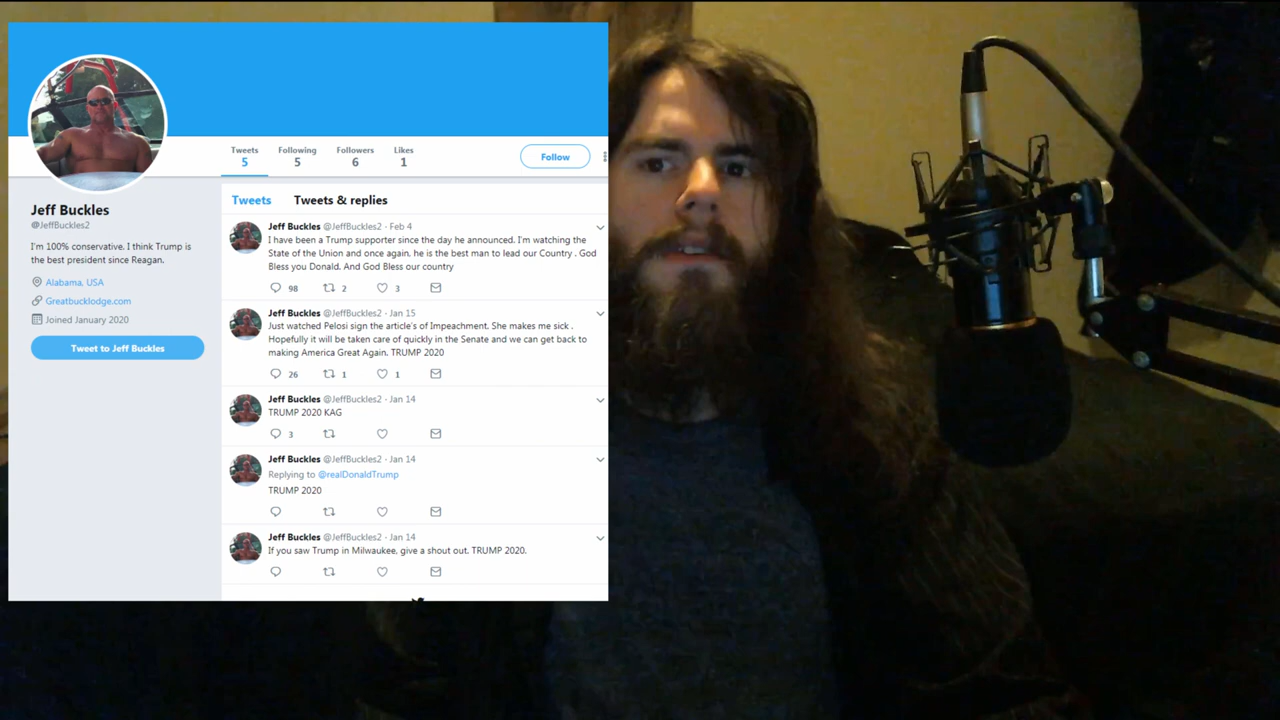 Tweets Following Followers Likes
5 5 6 1
Follow
Jeff Buckles
@JeffBuckles2
I'm 100% conservative. I think Trump is
the best president since Reagan.
Alabama, USA
Greatbucklodge.com
Joined January 2020
Tweet to Jeff Buckles
Tweets Tweets & replies
Jeff Buckles @JeffBuckles2 · Feb 4
I have been a Trump supporter since the day he announced. I'm watching the
State of the Union and once again, he is the best man to lead our Country . God
Bless you Donald. And God Bless our country
98 2 3
Jeff Buckles @JeffBuckles2 · Jan 15
Just watched Pelosi sign the article's of Impeachment. She makes me sick .
Hopefully it will be taken care of quickly in the Senate and we can get back to
making America Great Again. TRUMP 2020
26 1 1
Jeff Buckles @JeffBuckles2 · Jan 14
TRUMP 2020 KAG
3
Jeff Buckles @JeffBuckles2 · Jan 14
Replying to @realDonaldTrump
TRUMP 2020
Jeff Buckles @JeffBuckles2 · Jan 14
If you saw Trump in Milwaukee, give a shout out. TRUMP 2020.